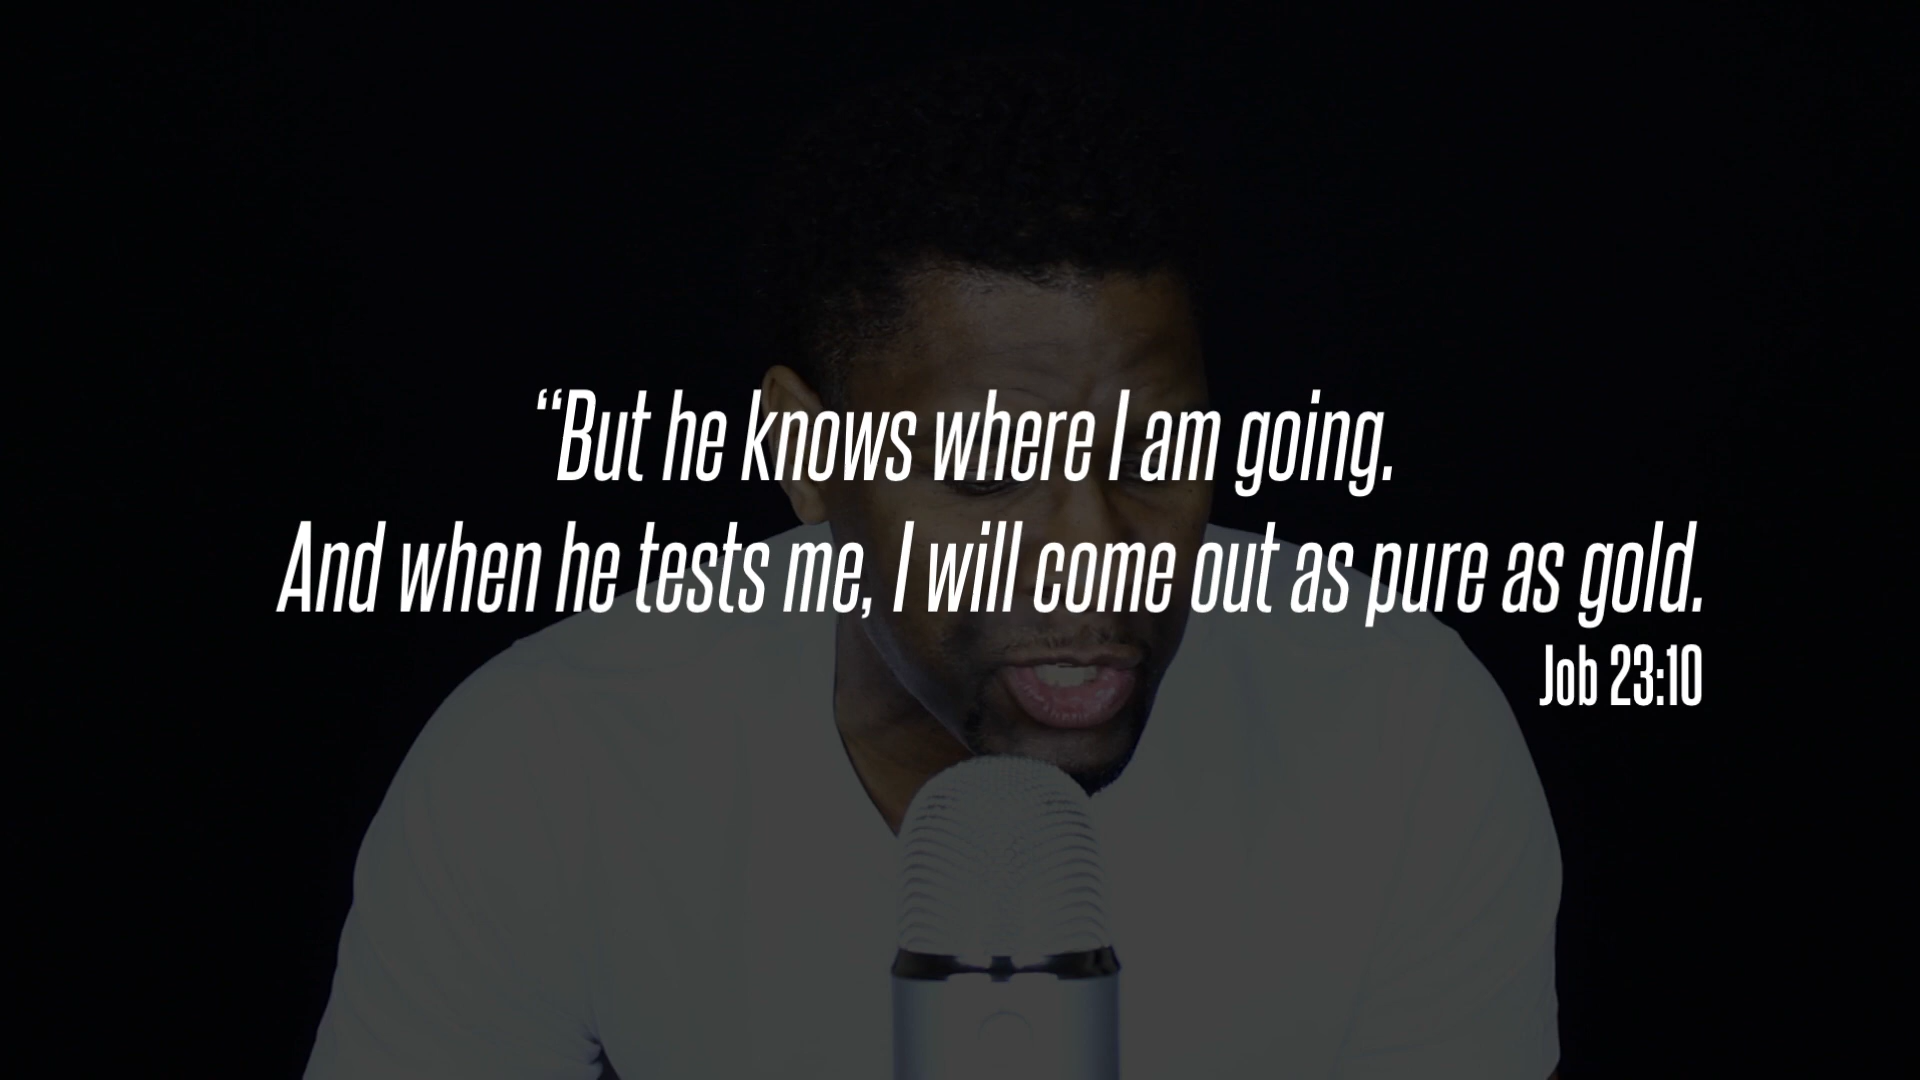 “But he knows where I am going.
And when he tests me, I will come out as pure as gold.
Job 23:10